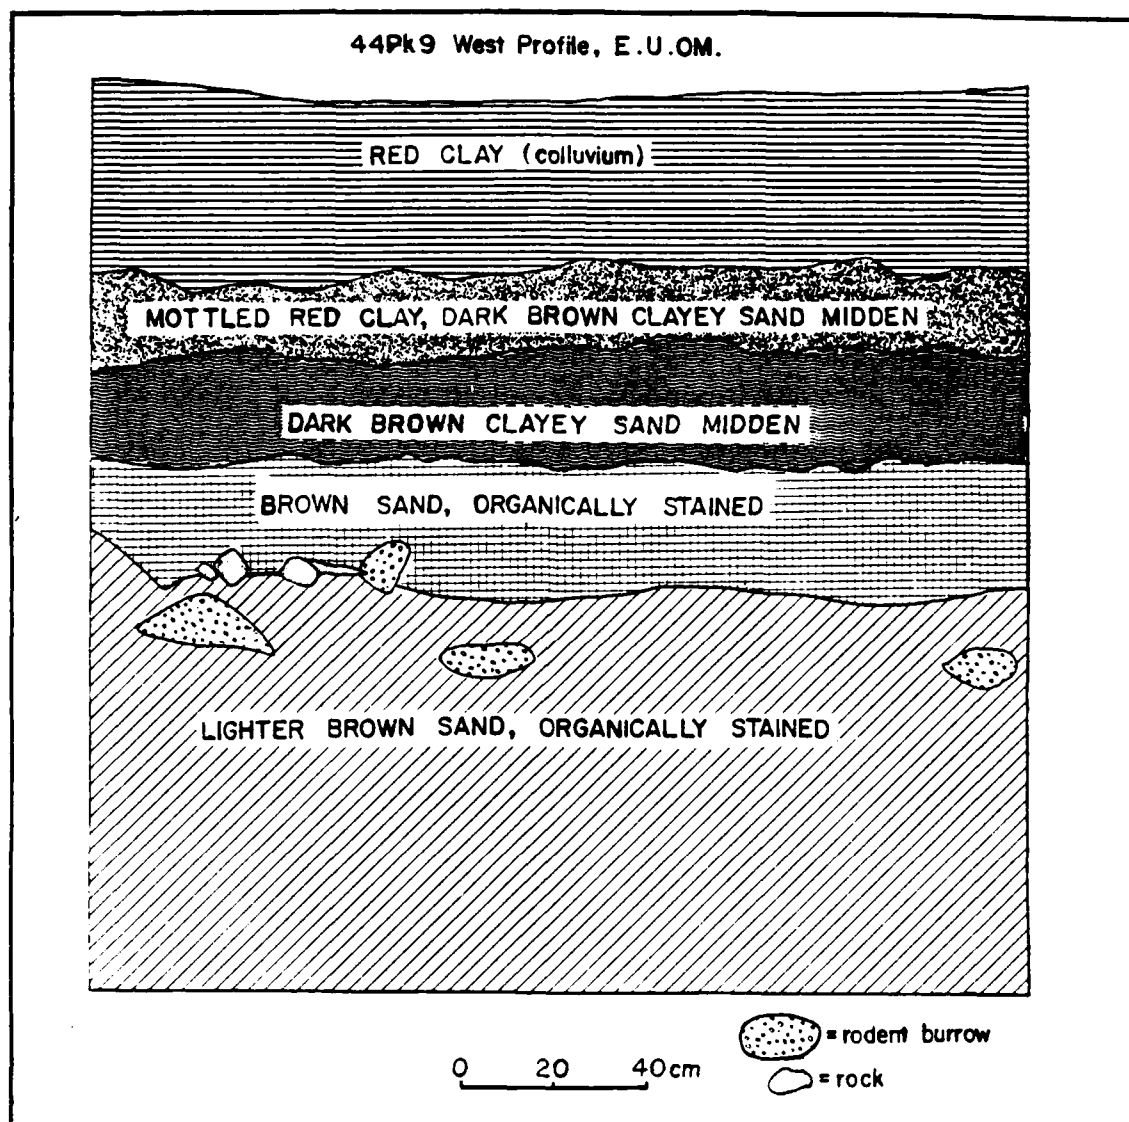 44Pk9 West Profile, E.U.OM.
RED CLAY (colluvium)
MOTTLED RED CLAY, DARK BROWN CLAYEY SAND MIDDEN
DARK BROWN CLAYEY SAND MIDDEN
BROWN SAND, ORGANICALLY STAINED
LIGHTER BROWN SAND, ORGANICALLY STAINED
= rodent burrow
0 20 40cm
= rock